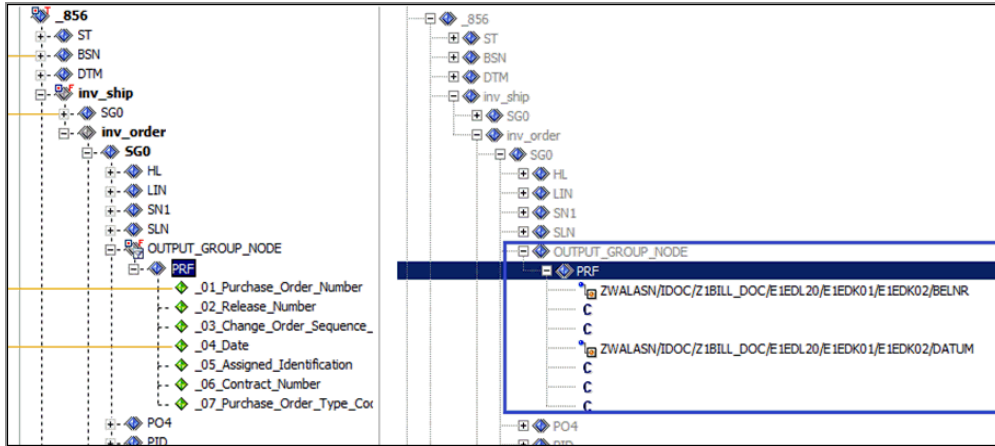 _856
ST
BSN
DTM
inv_ship
SG0
inv_order
SG0
HL
LIN
SN1
SLN
OUTPUT_GROUP_NODE
PRF
_01_Purchase_Order_Number
_02_Release_Number
_03_Change_Order_Sequence_
_04_Date
_05_Assigned_Identification
_06_Contract_Number
_07_Purchase_Order_Type_Coc
PO4
PID
_856
ST
BSN
DTM
inv_ship
SG0
inv_order
SG0
HL
LIN
SN1
SLN
OUTPUT_GROUP_NODE
PRF
ZWALASN/IDOC/Z1BILL_DOC/E1EDL20/E1EDK01/E1EDK02/BELNR
C
C
ZWALASN/IDOC/Z1BILL_DOC/E1EDL20/E1EDK01/E1EDK02/DATUM
C
C
C
PO4
PID